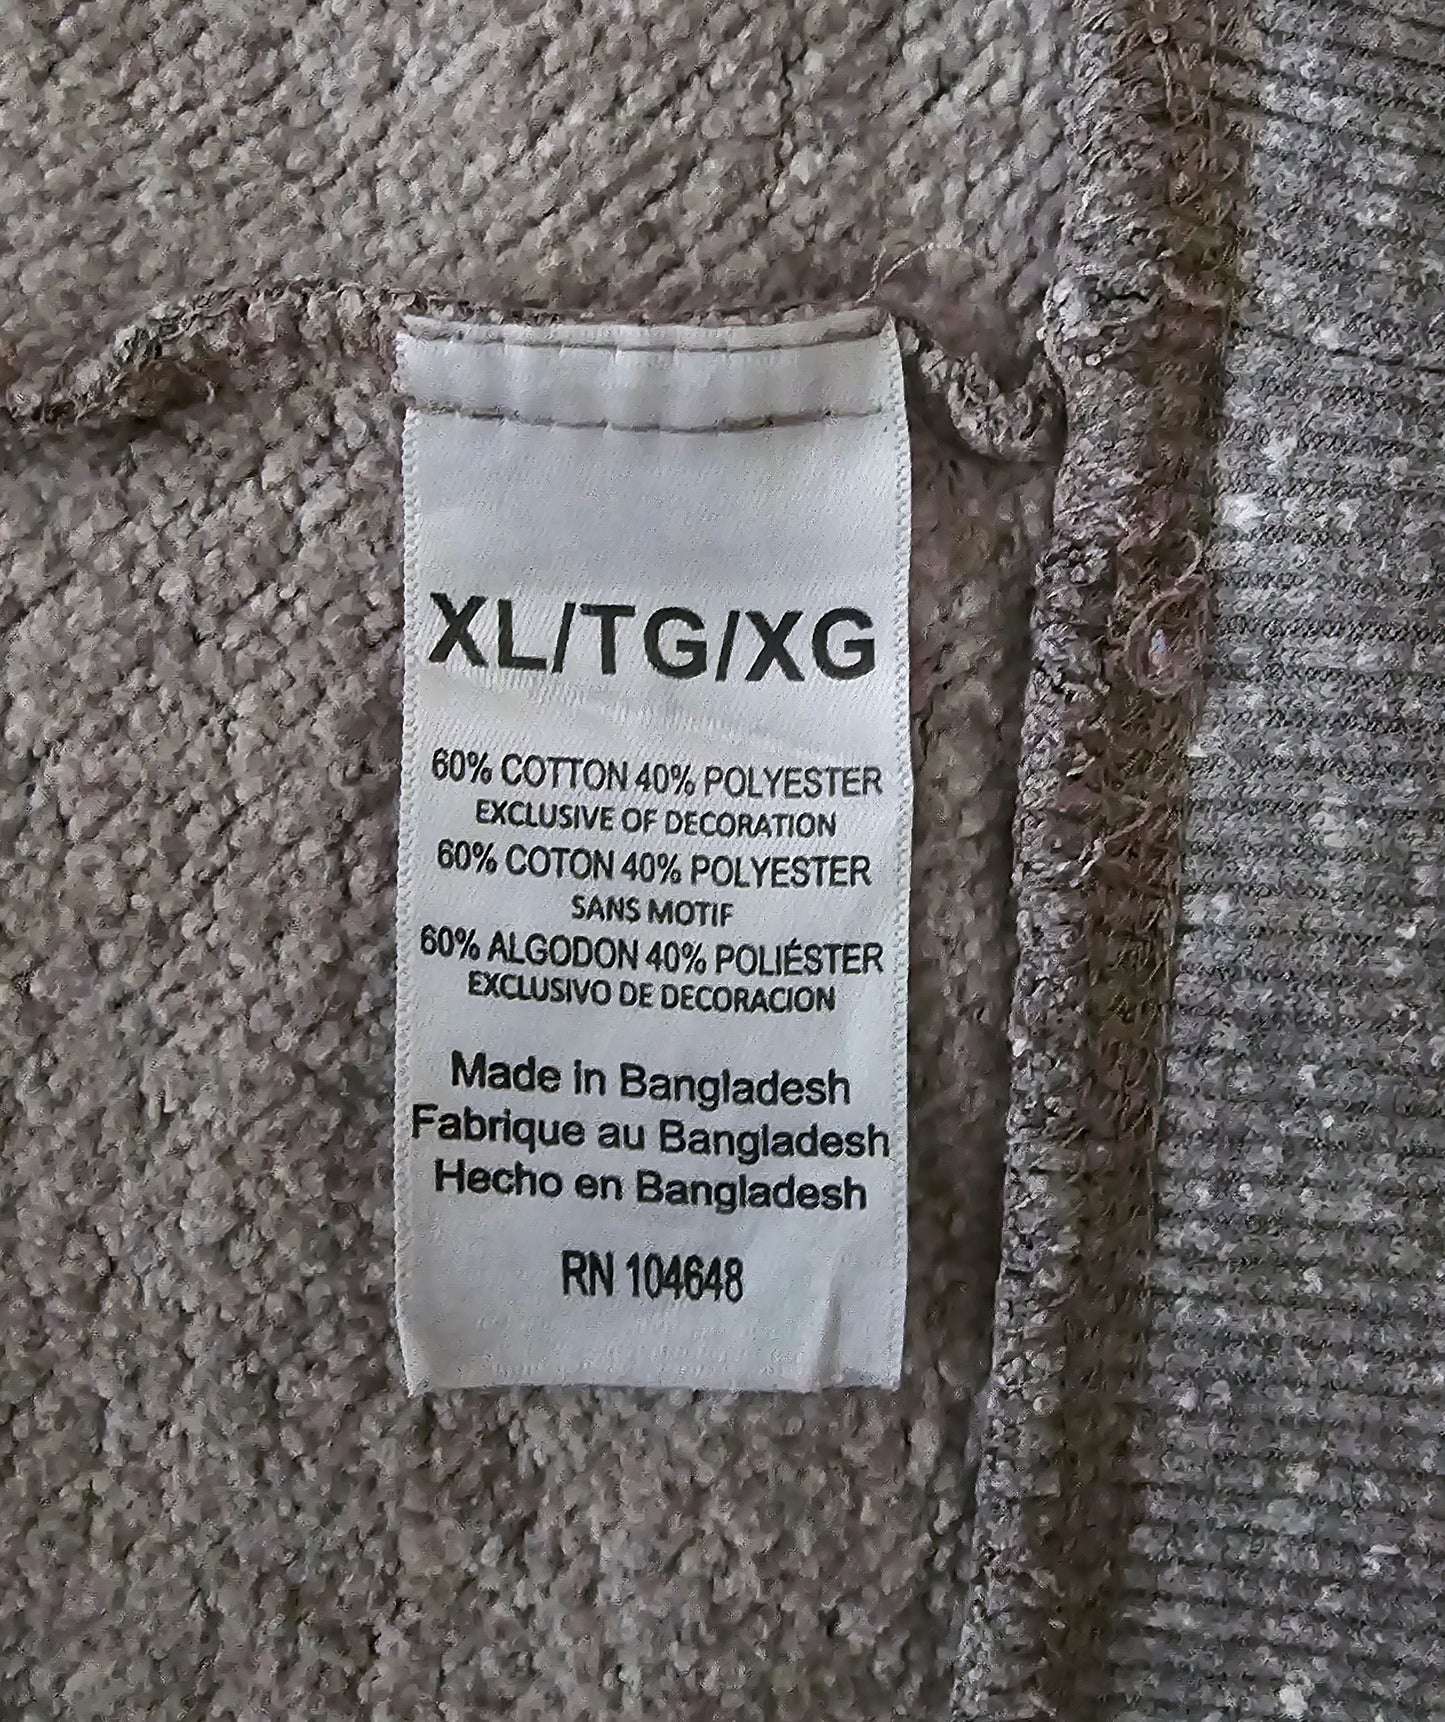 XL/TG/XG
60% COTTON 40% POLYESTER
EXCLUSIVE OF DECORATION
60% COTON 40% POLYESTER
SANS MOTIF
60% ALGODON 40% POLIÉSTER
EXCLUSIVO DE DECORACION
Made in Bangladesh
Fabrique au Bangladesh
Hecho en Bangladesh
RN 104648